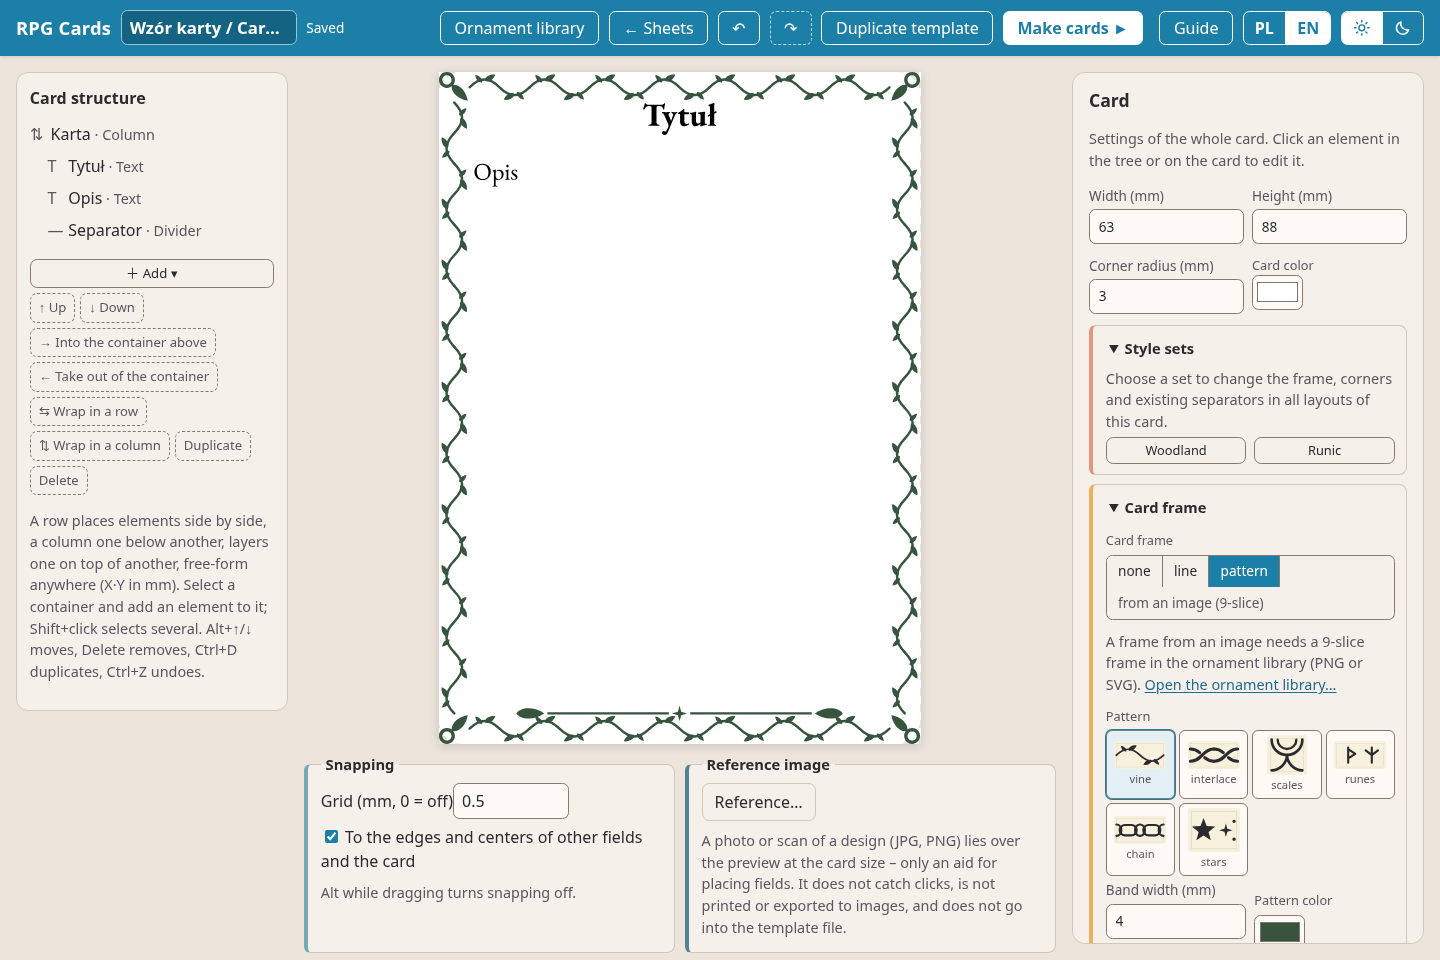 RPG Cards
Wzór karty / Car...
Saved
Ornament library
← Sheets
↶
↷
Duplicate template
Make cards ►
Guide
PL
EN
Card structure
⇅ Karta · Column
T Tytuł · Text
T Opis · Text
— Separator · Divider
+ Add ▾
↑ Up
↓ Down
→ Into the container above
← Take out of the container
⇆ Wrap in a row
⇅ Wrap in a column
Duplicate
Delete
A row places elements side by side,
a column one below another, layers
one on top of another, free-form
anywhere (X·Y in mm). Select a
container and add an element to it;
Shift+click selects several. Alt+↑/↓
moves, Delete removes, Ctrl+D
duplicates, Ctrl+Z undoes.
Tytuł
Opis
Snapping
Grid (mm, 0 = off) 0.5
To the edges and centers of other fields
and the card
Alt while dragging turns snapping off.
Reference image
Reference...
A photo or scan of a design (JPG, PNG) lies over
the preview at the card size – only an aid for
placing fields. It does not catch clicks, is not
printed or exported to images, and does not go
into the template file.
Card
Settings of the whole card. Click an element in
the tree or on the card to edit it.
Width (mm)
Height (mm)
63
88
Corner radius (mm)
Card color
3
▼ Style sets
Choose a set to change the frame, corners
and existing separators in all layouts of
this card.
Woodland
Runic
▼ Card frame
Card frame
none
line
pattern
from an image (9-slice)
A frame from an image needs a 9-slice
frame in the ornament library (PNG or
SVG). Open the ornament library...
Pattern
vine
interlace
scales
runes
chain
stars
Band width (mm)
Pattern color
4